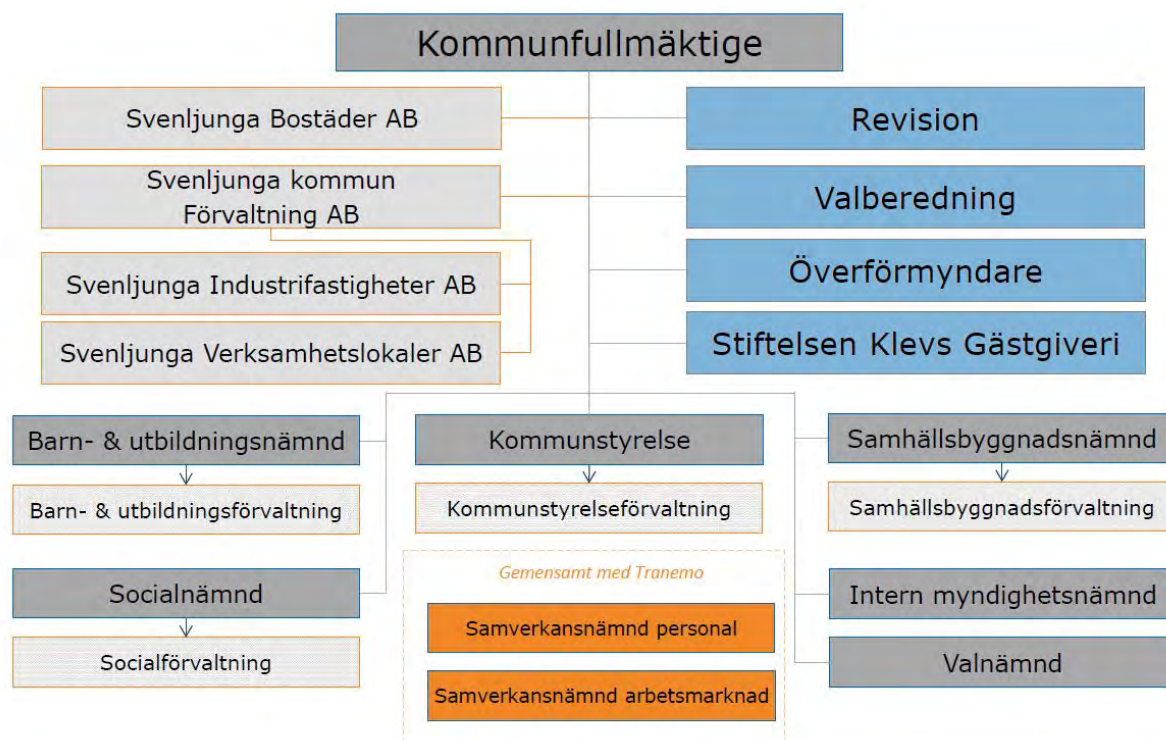 Kommunfullmäktige
Svenljunga Bostäder AB
Revision
Svenljunga kommun
Förvaltning AB
Valberedning
Svenljunga Industrifastigheter AB
Överförmyndare
Svenljunga Verksamhetslokaler AB
Stiftelsen Klevs Gästgiveri
Barn- & utbildningsnämnd
Kommunstyrelse
Samhällsbyggnadsnämnd
Barn- & utbildningsförvaltning
Kommunstyrelseförvaltning
Samhällsbyggnadsförvaltning
Gemensamt med Tranemo
Socialnämnd
Intern myndighetsnämnd
Samverkansnämnd personal
Socialförvaltning
Valnämnd
Samverkansnämnd arbetsmarknad